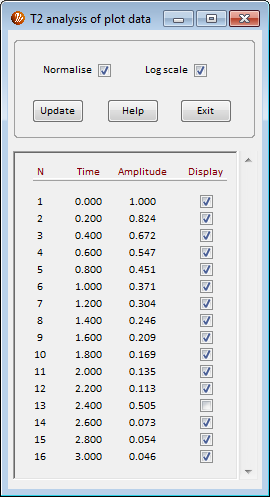 T2 analysis of plot data
Normalise Log scale
Update Help Exit
N Time Amplitude Display
1 0.000 1.000
2 0.200 0.824
3 0.400 0.672
4 0.600 0.547
5 0.800 0.451
6 1.000 0.371
7 1.200 0.304
8 1.400 0.246
9 1.600 0.209
10 1.800 0.169
11 2.000 0.135
12 2.200 0.113
13 2.400 0.505
14 2.600 0.073
15 2.800 0.054
16 3.000 0.046